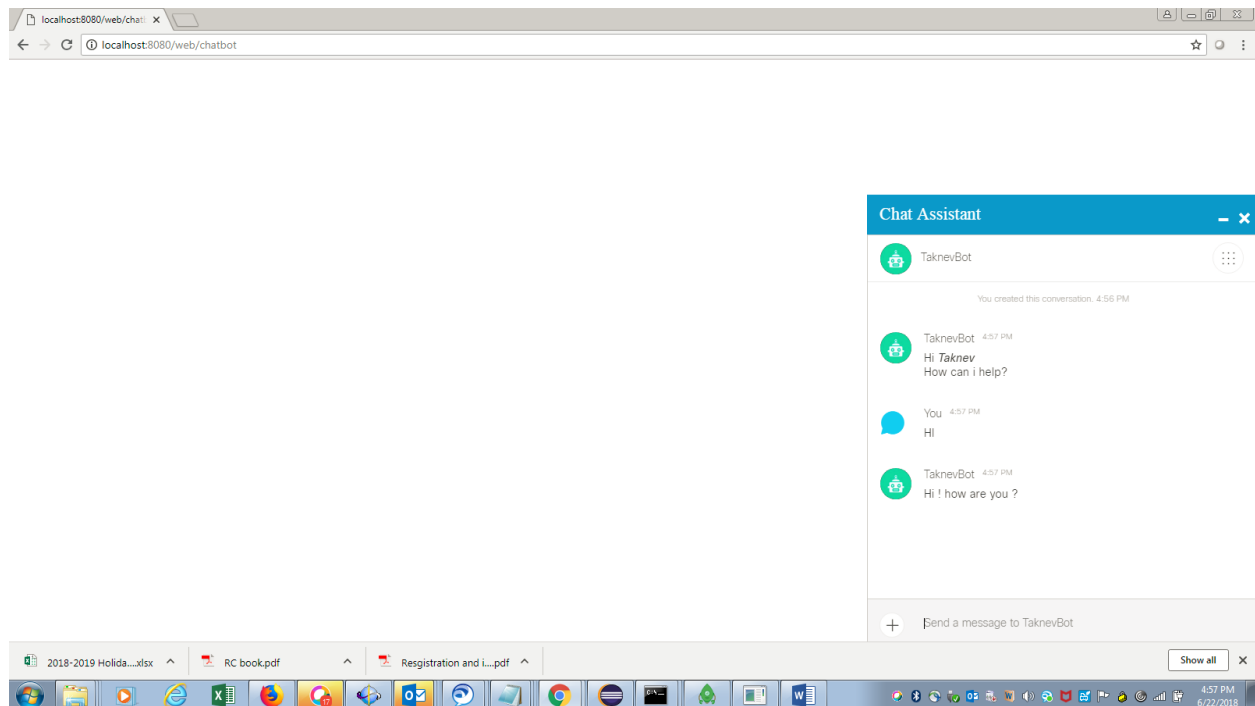 localhost:8080/web/chat
localhost:8080/web/chatbot
Chat Assistant
TaknevBot
You created this conversation. 4:56 PM
TaknevBot 4:57 PM
Hi Taknev
How can i help?
You 4:57 PM
HI
TaknevBot 4:57 PM
Hi ! how are you ?
Send a message to TaknevBot
2018-2019 Holida....xlsx
RC book.pdf
Resgistration and i....pdf
Show all
4:57 PM
6/22/2018